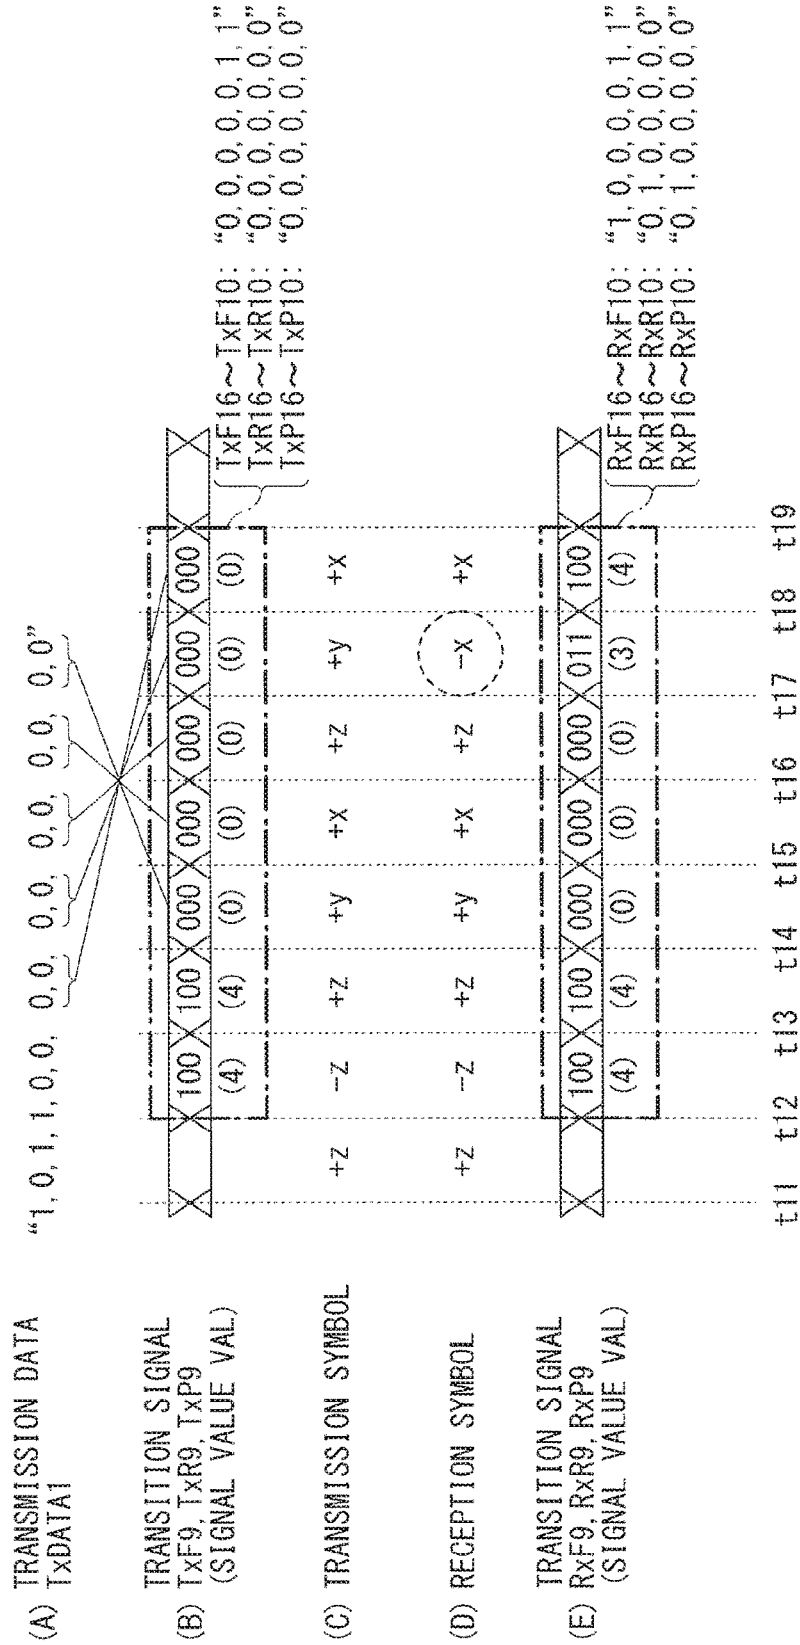 (A) TRANSMISSION DATA
TxDATA1
"1, 0, 1, 1, 0, 0, 0, 0, 0, 0, 0, 0, 0, 0, 0, 0"
TRANSITION SIGNAL
(B) TxF9, TxR9, TxP9
(SIGNAL VALUE VAL)
100 100 000 000 000 000 000
(4) (4) (0) (0) (0) (0) (0)
TxF16~TxF10: "0, 0, 0, 0, 0, 1, 1"
TxR16~TxR10: "0, 0, 0, 0, 0, 0, 0"
TxP16~TxP10: "0, 0, 0, 0, 0, 0, 0"
(C) TRANSMISSION SYMBOL
+z -z +z +y +x +z +y +x
(D) RECEPTION SYMBOL
+z -z +z +y +x +z -x +x
TRANSITION SIGNAL
(E) RxF9, RxR9, RxP9
(SIGNAL VALUE VAL)
100 100 000 000 000 011 100
(4) (4) (0) (0) (0) (3) (4)
RxF16~RxF10: "1, 0, 0, 0, 0, 1, 1"
RxR16~RxR10: "0, 1, 0, 0, 0, 0, 0"
RxP16~RxP10: "0, 1, 0, 0, 0, 0, 0"
t11 t12 t13 t14 t15 t16 t17 t18 t19